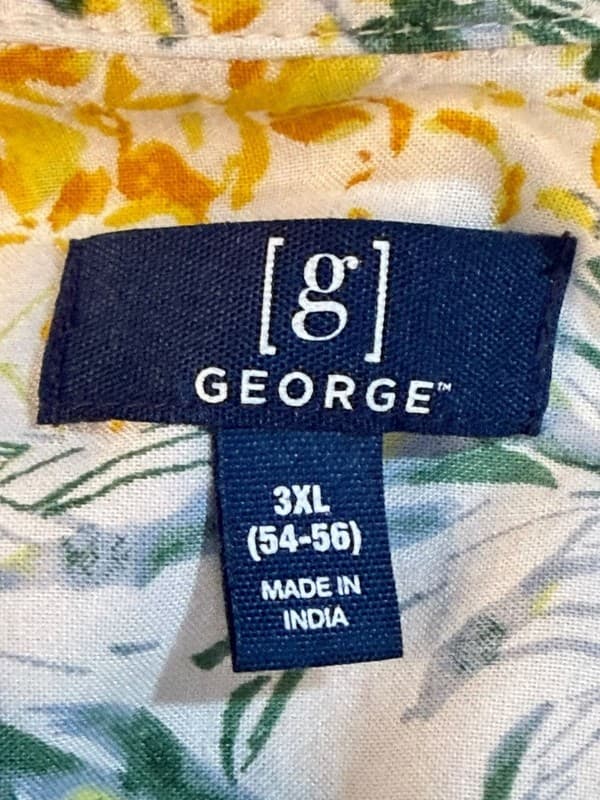 [g]
GEORGE™
3XL
(54-56)
MADE IN
INDIA